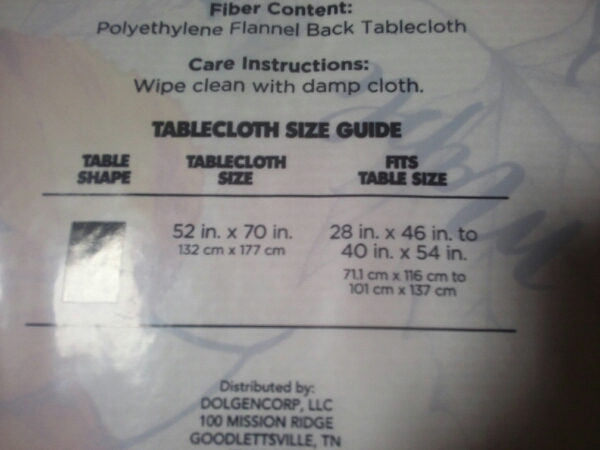 Fiber Content:
Polyethylene Flannel Back Tablecloth
Care Instructions:
Wipe clean with damp cloth.
TABLECLOTH SIZE GUIDE
TABLE SHAPE
TABLECLOTH SIZE
FITS TABLE SIZE
52 in. x 70 in.
132 cm x 177 cm
28 in. x 46 in. to
40 in. x 54 in.
71.1 cm x 116 cm to
101 cm x 137 cm
Distributed by:
DOLGENCORP, LLC
100 MISSION RIDGE
GOODLETTSVILLE, TN